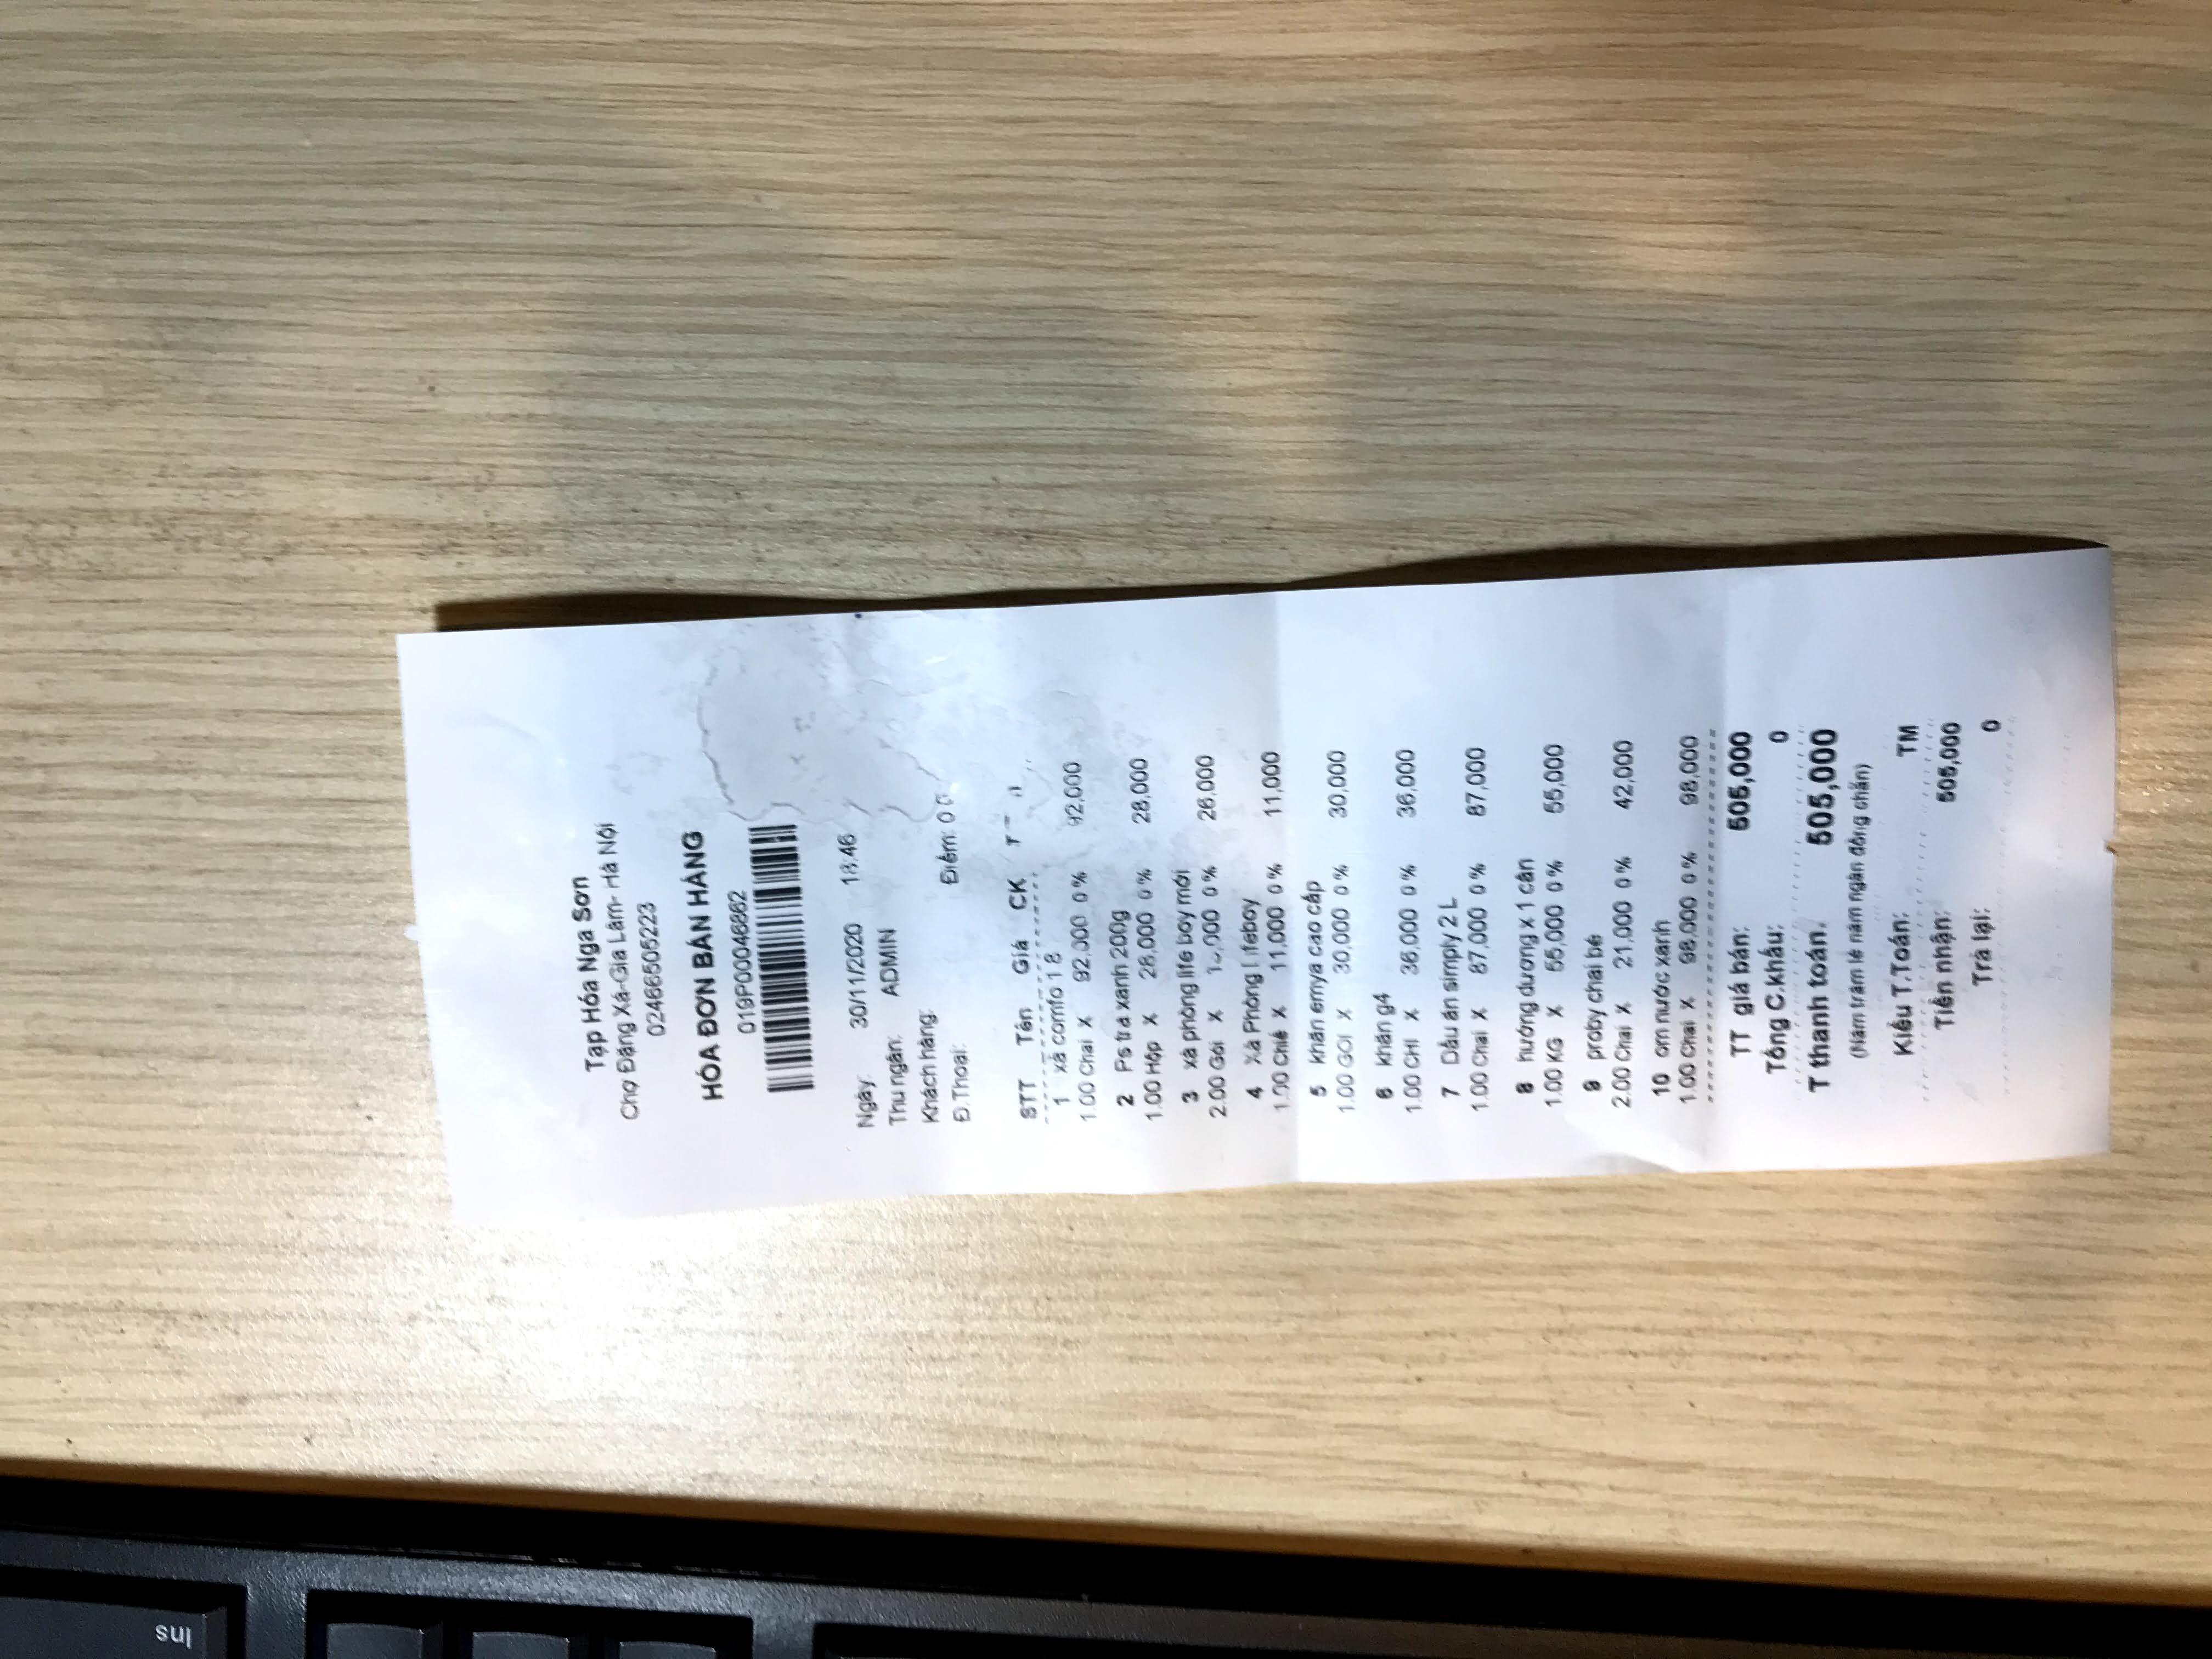 Ins
Tạp Hóa Nga Sơn
Chợ Đặng Xá-Gia Lâm- Hà Nội
02466505223
HÓA ĐƠN BÁN HÀNG
019P00046862
Ngày: 30/11/2020 18:46
Thu ngân: ADMIN
Khách hàng:
Đ.Thoại: Điểm: 0
STT Tên Giá CK
1 xả comfo 1 8
1.00 Chai X 92,000 0 % 92,000
2 Ps trà xanh 200g
1.00 Hộp X 28,000 0 % 28,000
3 xà phòng life boy mới
2.00 Gói X 0 % 26,000
4 Xà Phòng Lifeboy
1.00 Chiế X 11,000 0 % 11,000
5 khăn emya cao cấp
1.00 GOI X 30,000 0 % 30,000
6 khăn g4
1.00 CHI X 36,000 0 % 36,000
7 Dầu ăn simply 2 L
1.00 Chai X 87,000 0 % 87,000
8 hướng dương x 1 cân
1.00 KG X 55,000 0 % 55,000
9 proby chai bé
2.00 Chai X 21,000 0 % 42,000
10 om nước xanh
1.00 Chai X 98,000 0 % 98,000
TT giá bán: 505,000
Tổng C.khấu: 0
T thanh toán. 505,000
(Năm trăm lẻ năm ngàn đồng chẵn)
Kiểu T.Toán: TM
Tiền nhận: 505,000
Trả lại: 0